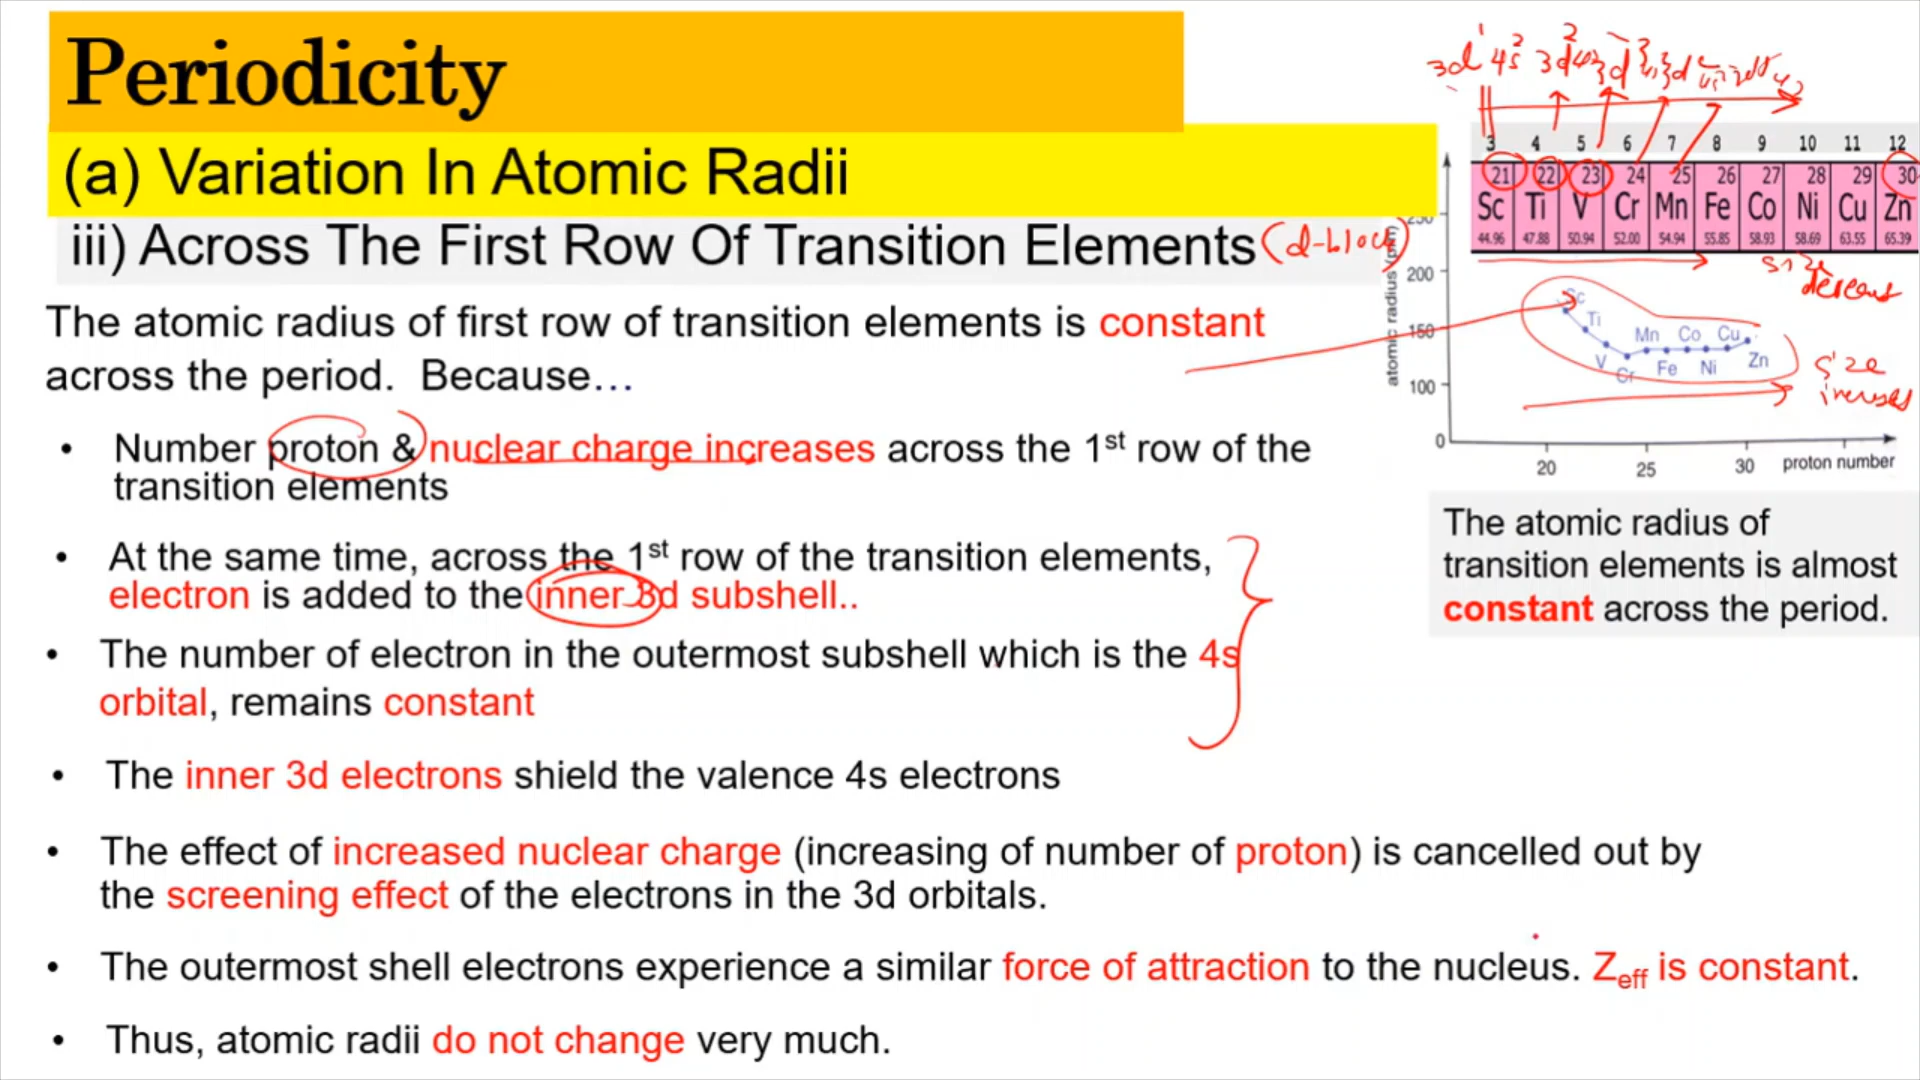 Periodicity
(a) Variation In Atomic Radii
iii) Across The First Row Of Transition Elements (d-block)
The atomic radius of first row of transition elements is constant
across the period.  Because…
• Number proton & nuclear charge increases across the 1st row of the
transition elements
• At the same time, across the 1st row of the transition elements,
electron is added to the inner 3d subshell..
• The number of electron in the outermost subshell which is the 4s
orbital, remains constant
• The inner 3d electrons shield the valence 4s electrons
• The effect of increased nuclear charge (increasing of number of proton) is cancelled out by
the screening effect of the electrons in the 3d orbitals.
• The outermost shell electrons experience a similar force of attraction to the nucleus. Zeff is constant.
• Thus, atomic radii do not change very much.
3d1 4s2 3d2
3 4 5 6 7 8 9 10 11 12
21 22 23 24 25 26 27 28 29 30
Sc Ti V Cr Mn Fe Co Ni Cu Zn
44.96 47.88 50.94 52.00 54.94 55.85 58.93 58.69 63.55 65.39
size
atomic radius (pm)
250
200
150
100
0
Sc
Ti
Mn Co Cu
V Cr Fe Ni Zn
size
20 25 30 proton number
The atomic radius of
transition elements is almost
constant across the period.